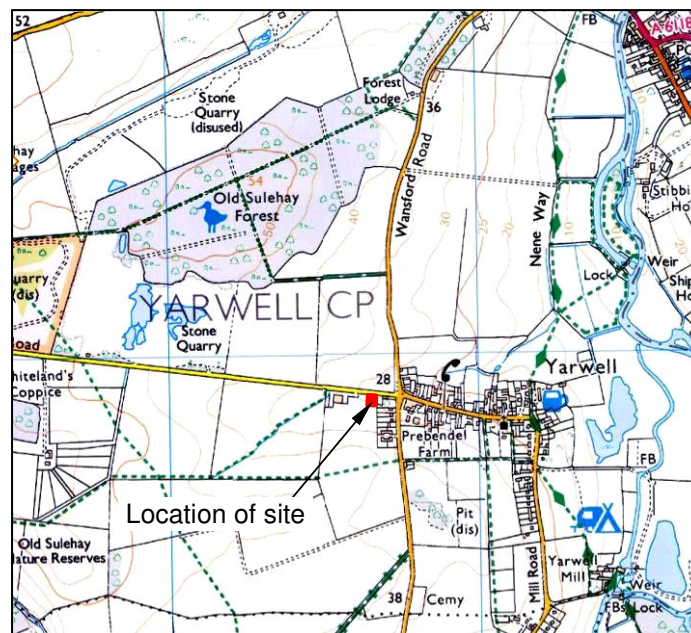 52
A6118
FB
Forest
Lodge
36
Stone
Quarry
(disused)
hay
ages
Old Sulehay
Forest
54
50
40
Wansford Road
30
25
20
10
10
Nene Way
Stibbi
Ho
Weir
Lock
Ship
Ho
uarry
(dis)
YARWELL CP
Stone
Quarry
oad
hiteland's
Coppice
28
Yarwell
Prebendel
Farm
FB
Location of site
Pit
(dis)
Old Sulehay
ature Reserves
Mill Road
Yarwell
Mill
Weir
FBs Lock
38
Cemy